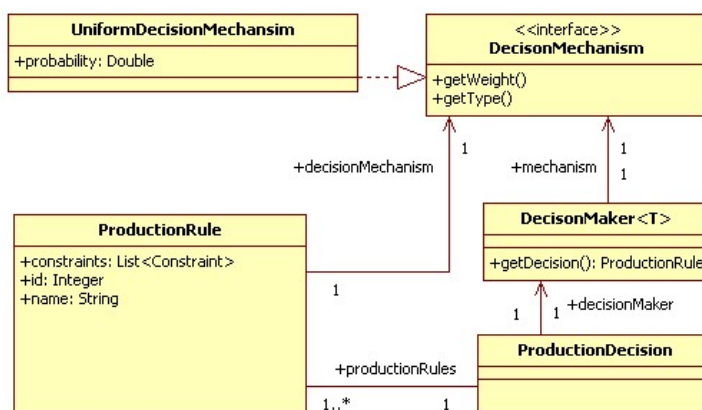 UniformDecisionMechansim
+probability: Double
<<interface>>
DecisonMechanism
+getWeight()
+getType()
1
+decisionMechanism
+mechanism
1
1
ProductionRule
+constraints: List<Constraint>
+id: Integer
+name: String
DecisonMaker<T>
+getDecision(): ProductionRule
1
1
1
+decisionMaker
ProductionDecision
+productionRules
1..*
1